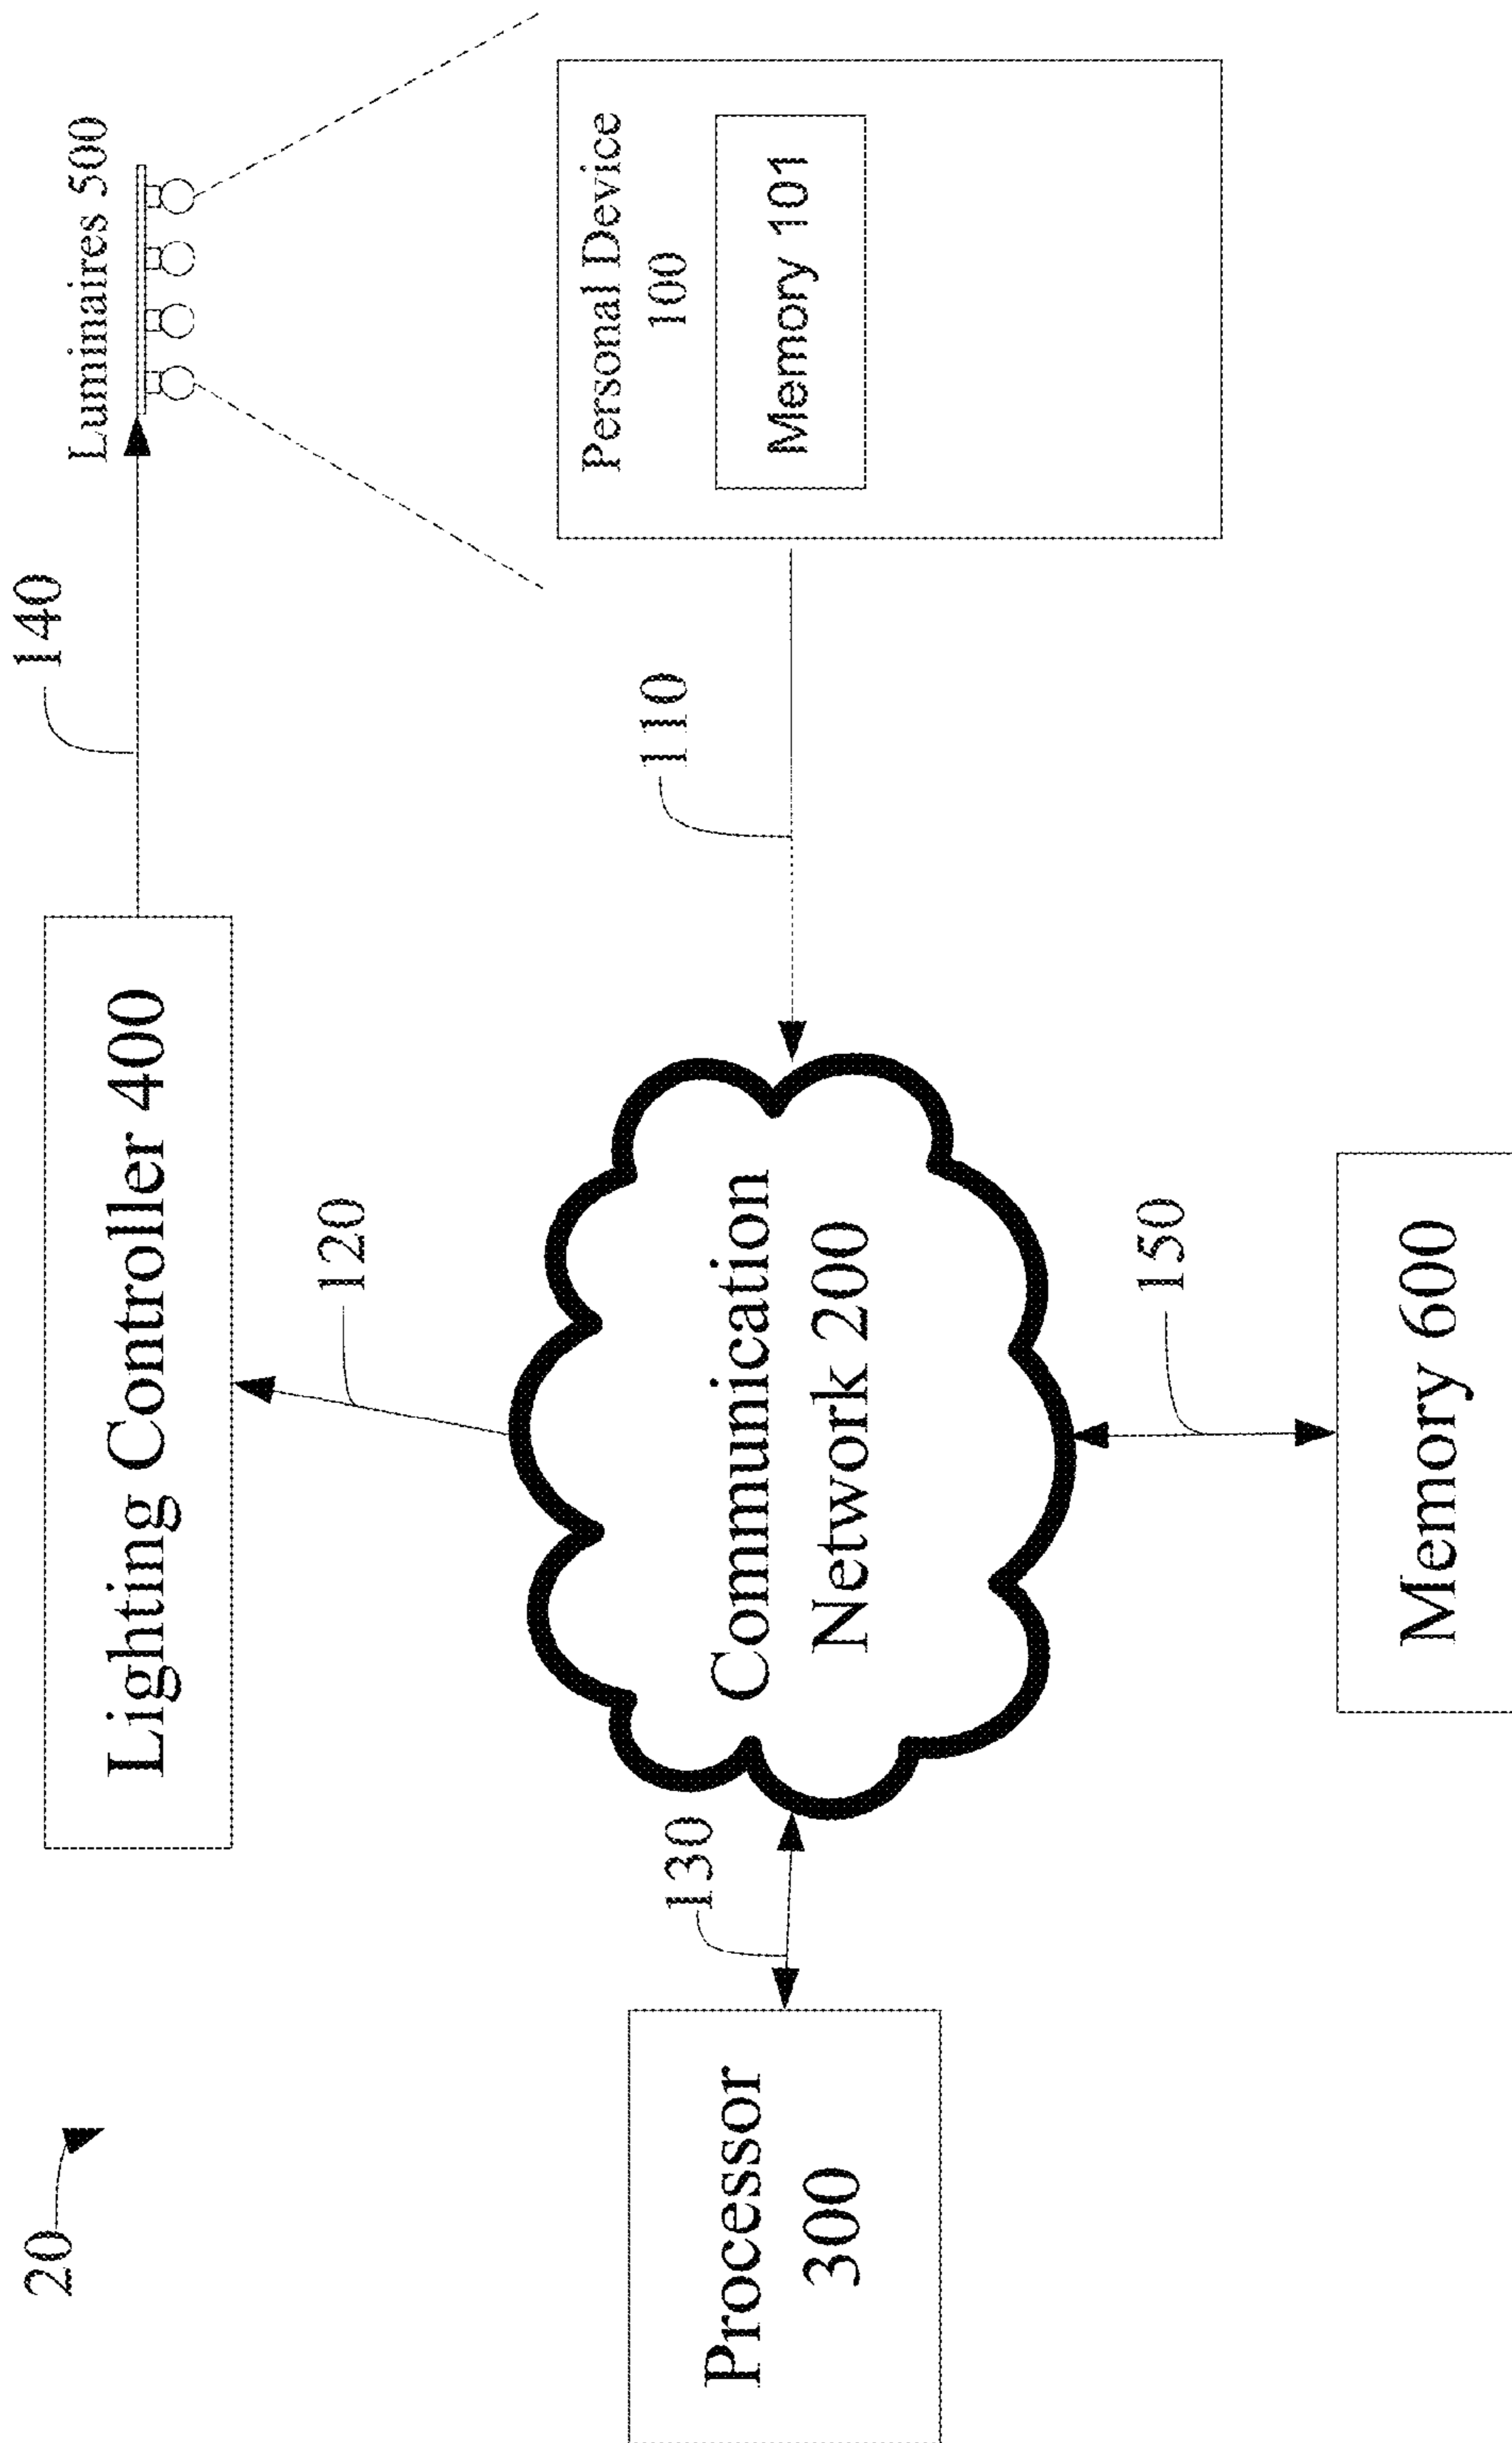 20
Lighting Controller 400
140
Luminaires 500
120
Personal Device
100
Memory 101
110
130
Processor
300
Communication
Network 200
150
Memory 600